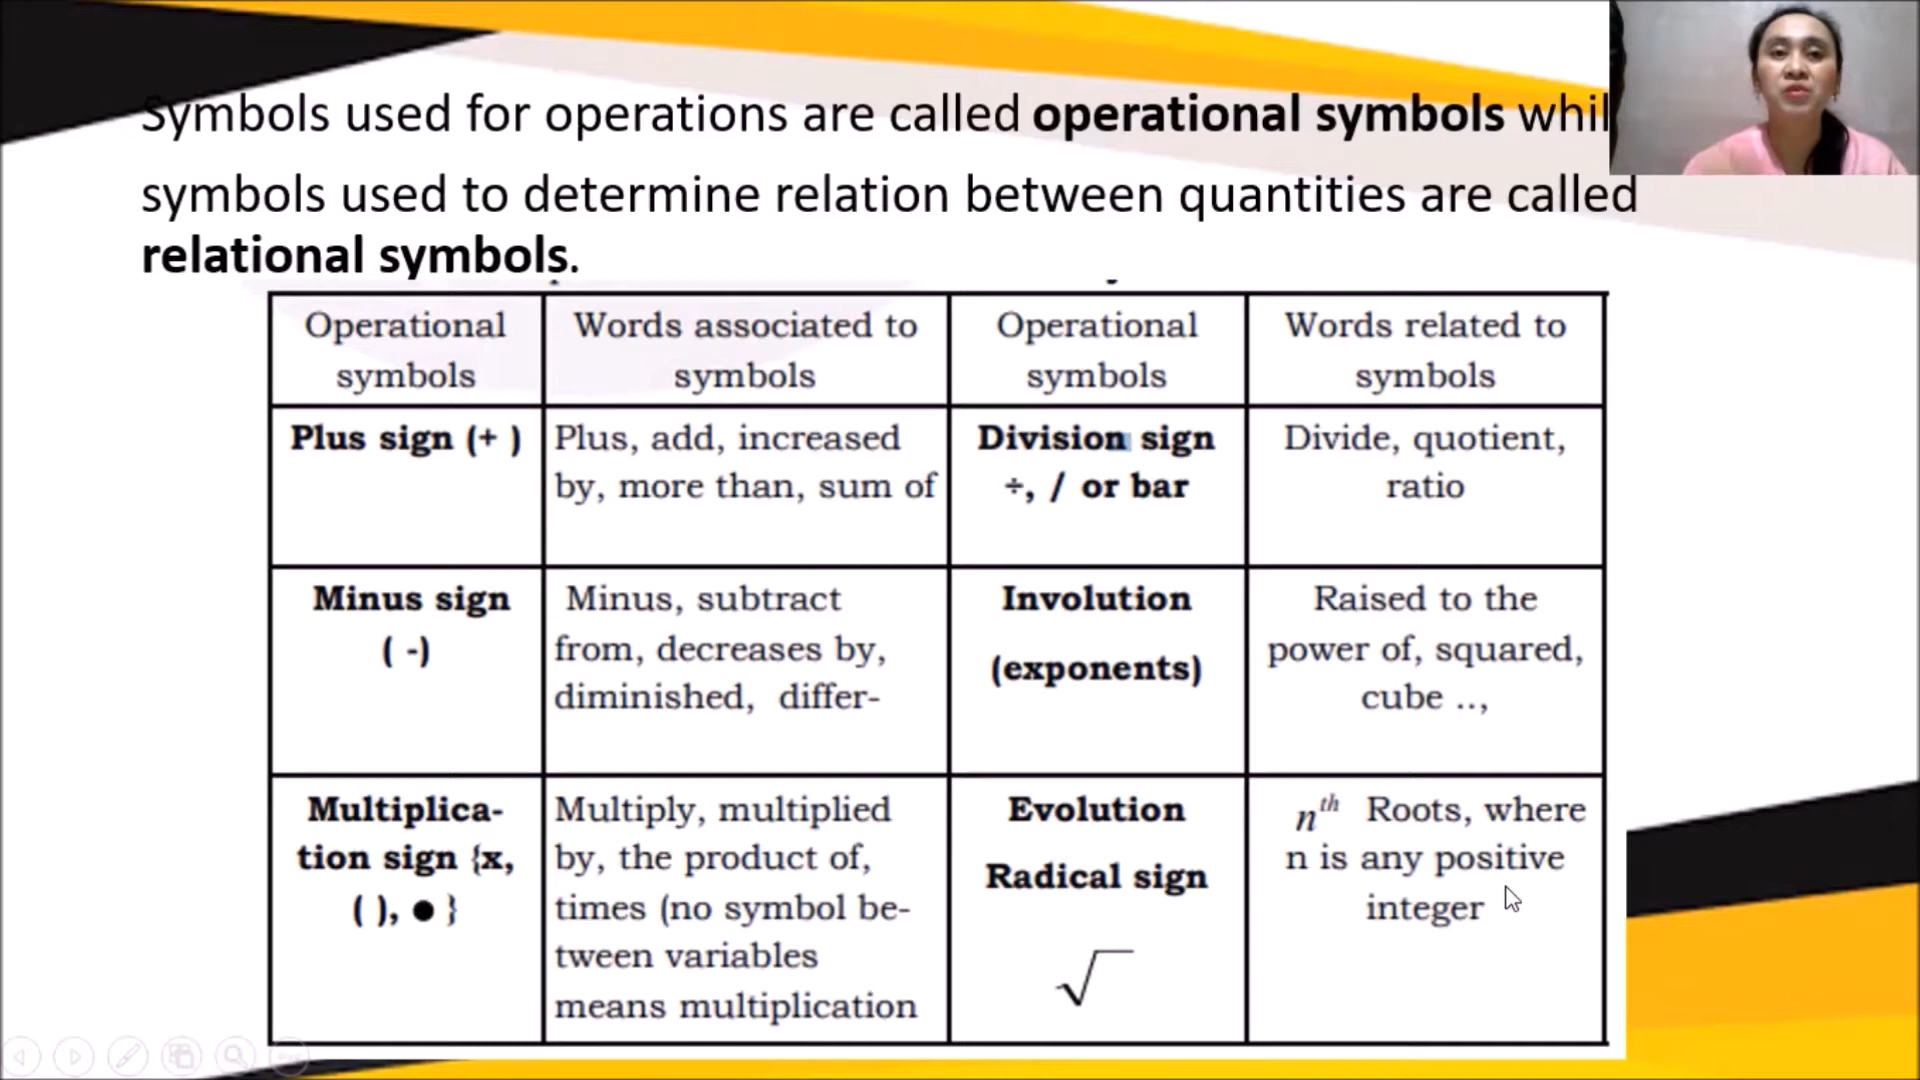 Symbols used for operations are called operational symbols whil
symbols used to determine relation between quantities are called
relational symbols.
Operational
symbols
Words associated to
symbols
Operational
symbols
Words related to
symbols
Plus sign (+ )
Plus, add, increased
by, more than, sum of
Division sign
÷, / or bar
Divide, quotient,
ratio
Minus sign
( -)
Minus, subtract
from, decreases by,
diminished, differ-
Involution
(exponents)
Raised to the
power of, squared,
cube ..,
Multiplica-
tion sign {x,
( ), ● }
Multiply, multiplied
by, the product of,
times (no symbol be-
tween variables
means multiplication
Evolution
Radical sign
√
nth Roots, where
n is any positive
integer